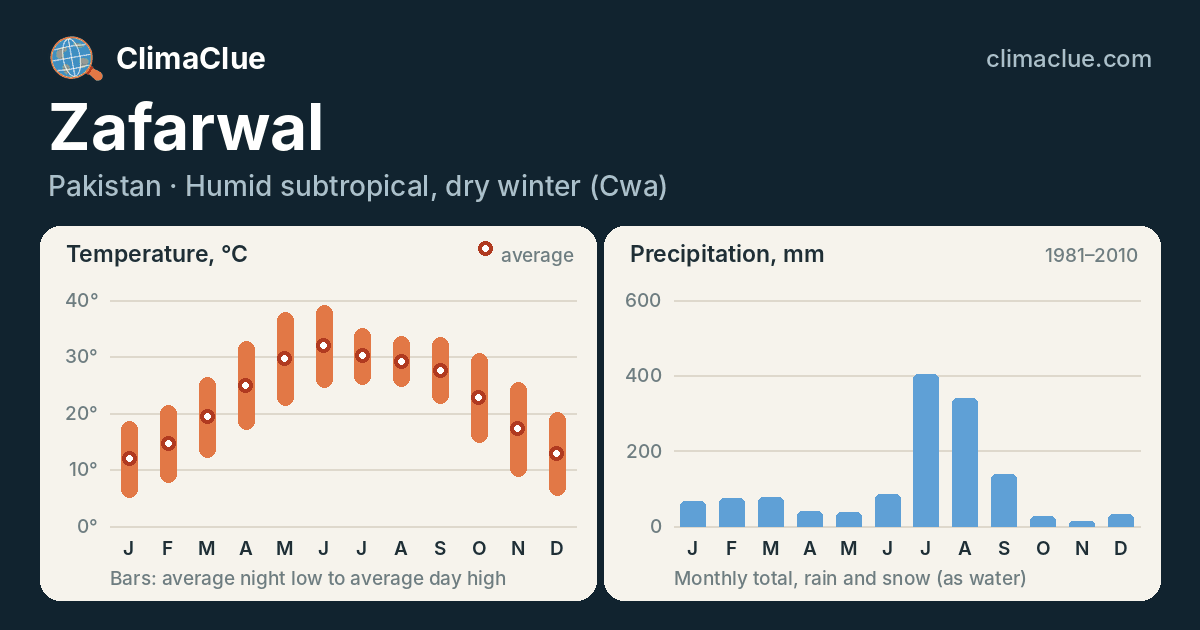 ClimaClue
climaclue.com
Zafarwal
Pakistan · Humid subtropical, dry winter (Cwa)
Temperature, °C
average
40°
30°
20°
10°
0°
J F M A M J J A S O N D
Bars: average night low to average day high
Precipitation, mm
1981–2010
600
400
200
0
J F M A M J J A S O N D
Monthly total, rain and snow (as water)